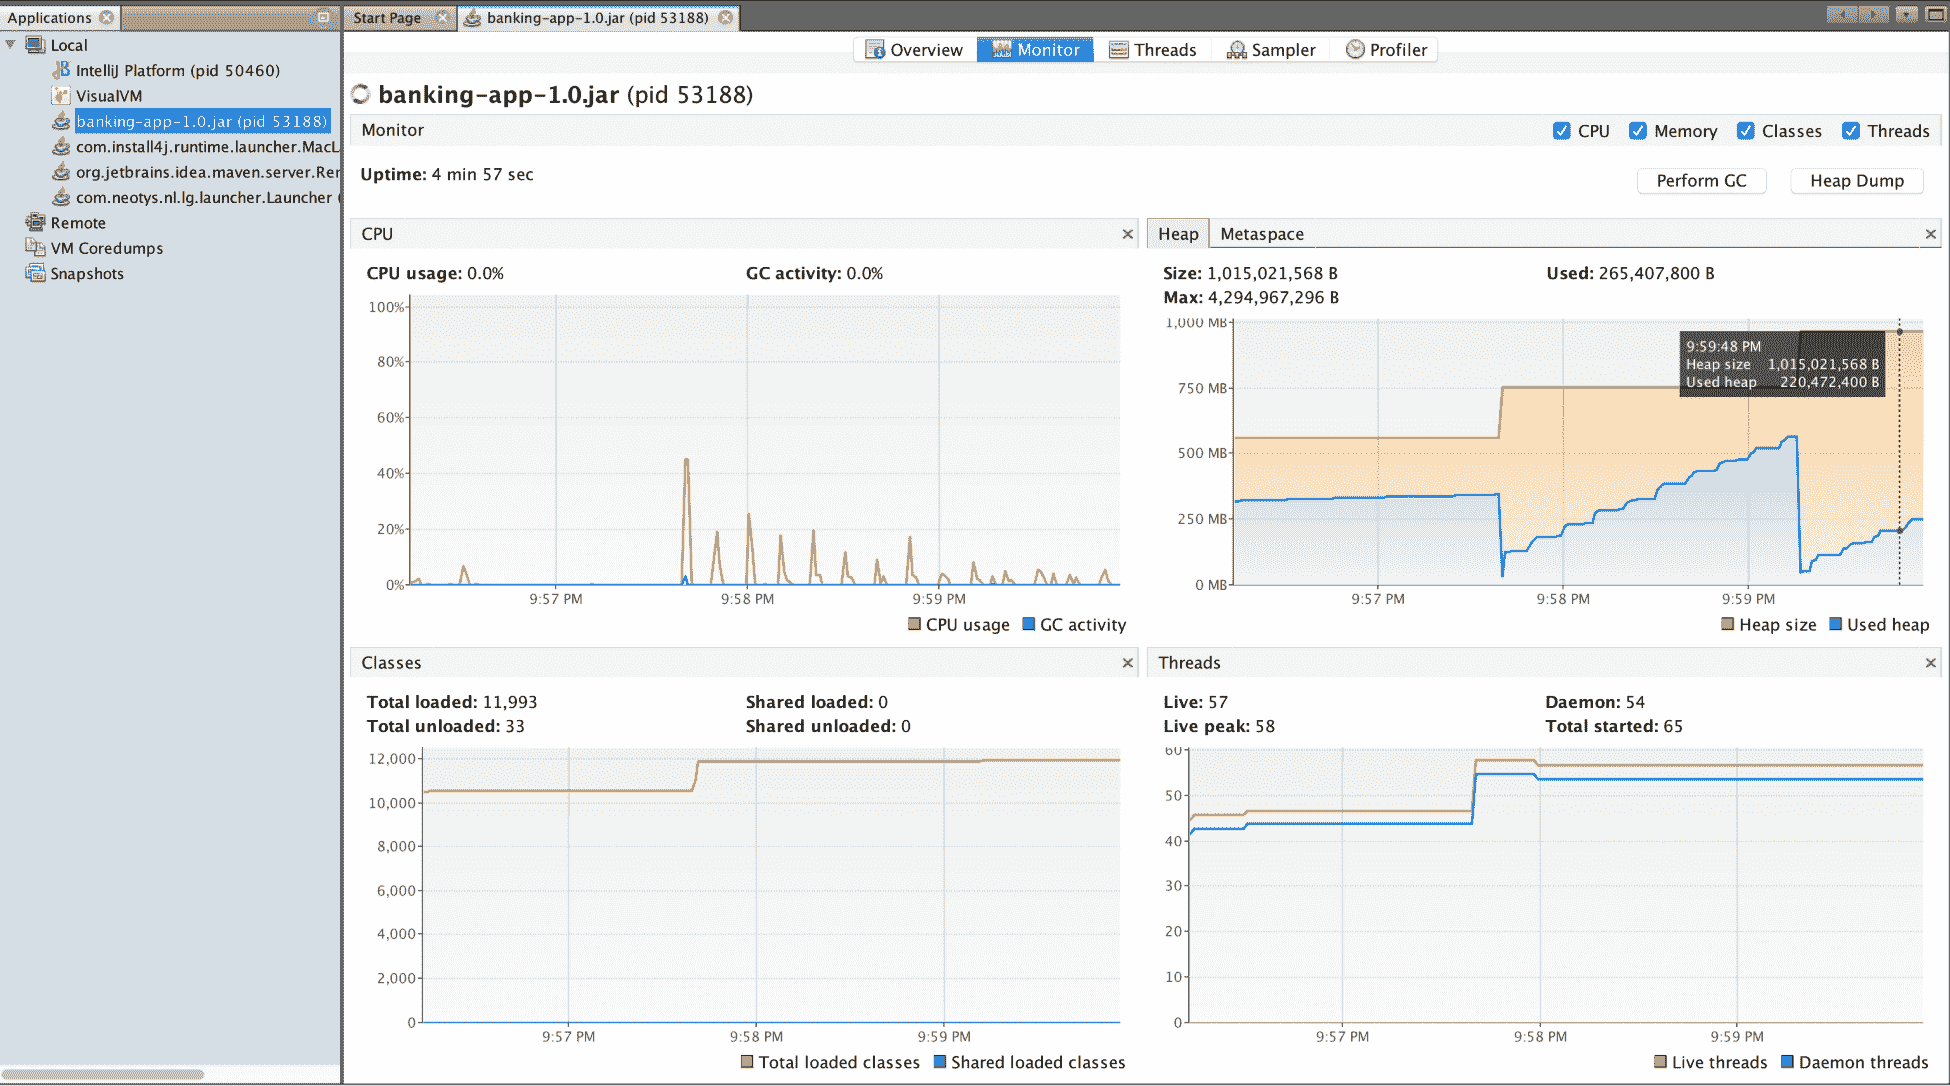 Applications
Start Page
banking-app-1.0.jar (pid 53188)
Local
IntelliJ Platform (pid 50460)
VisualVM
banking-app-1.0.jar (pid 53188)
com.install4j.runtime.launcher.MacL
org.jetbrains.idea.maven.server.Rer
com.neotys.nl.lg.launcher.Launcher (
Remote
VM Coredumps
Snapshots
Overview Monitor Threads Sampler Profiler
banking-app-1.0.jar (pid 53188)
Monitor
CPU Memory Classes Threads
Uptime: 4 min 57 sec
Perform GC Heap Dump
CPU
CPU usage: 0.0% GC activity: 0.0%
100%
80%
60%
40%
20%
0%
9:57 PM 9:58 PM 9:59 PM
CPU usage GC activity
Heap Metaspace
Size: 1,015,021,568 B Used: 265,407,800 B
Max: 4,294,967,296 B
1,000 MB
750 MB
500 MB
250 MB
0 MB
9:59:48 PM
Heap size 1,015,021,568 B
Used heap 220,472,400 B
9:57 PM 9:58 PM 9:59 PM
Heap size Used heap
Classes
Total loaded: 11,993 Shared loaded: 0
Total unloaded: 33 Shared unloaded: 0
12,000
10,000
8,000
6,000
4,000
2,000
0
9:57 PM 9:58 PM 9:59 PM
Total loaded classes Shared loaded classes
Threads
Live: 57 Daemon: 54
Live peak: 58 Total started: 65
60
50
40
30
20
10
0
9:57 PM 9:58 PM 9:59 PM
Live threads Daemon threads